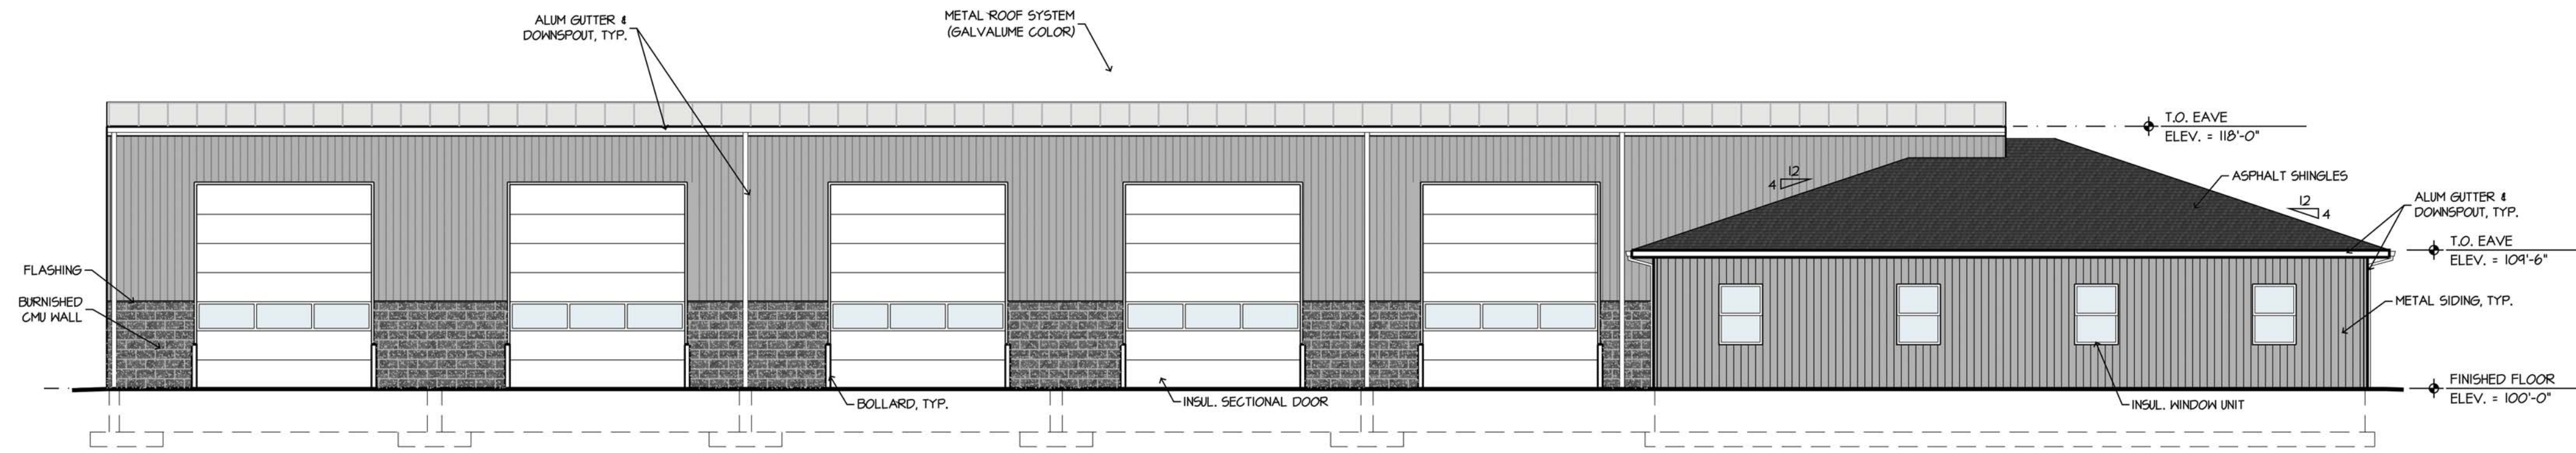 ALUM GUTTER &
DOWNSPOUT, TYP.
METAL ROOF SYSTEM
(GALVALUME COLOR)
T.O. EAVE
ELEV. = 118'-0"
12
4
ASPHALT SHINGLES
12
4
ALUM GUTTER &
DOWNSPOUT, TYP.
T.O. EAVE
ELEV. = 109'-6"
FLASHING
BURNISHED
CMU WALL
METAL SIDING, TYP.
FINISHED FLOOR
ELEV. = 100'-0"
BOLLARD, TYP.
INSUL. SECTIONAL DOOR
INSUL. WINDOW UNIT